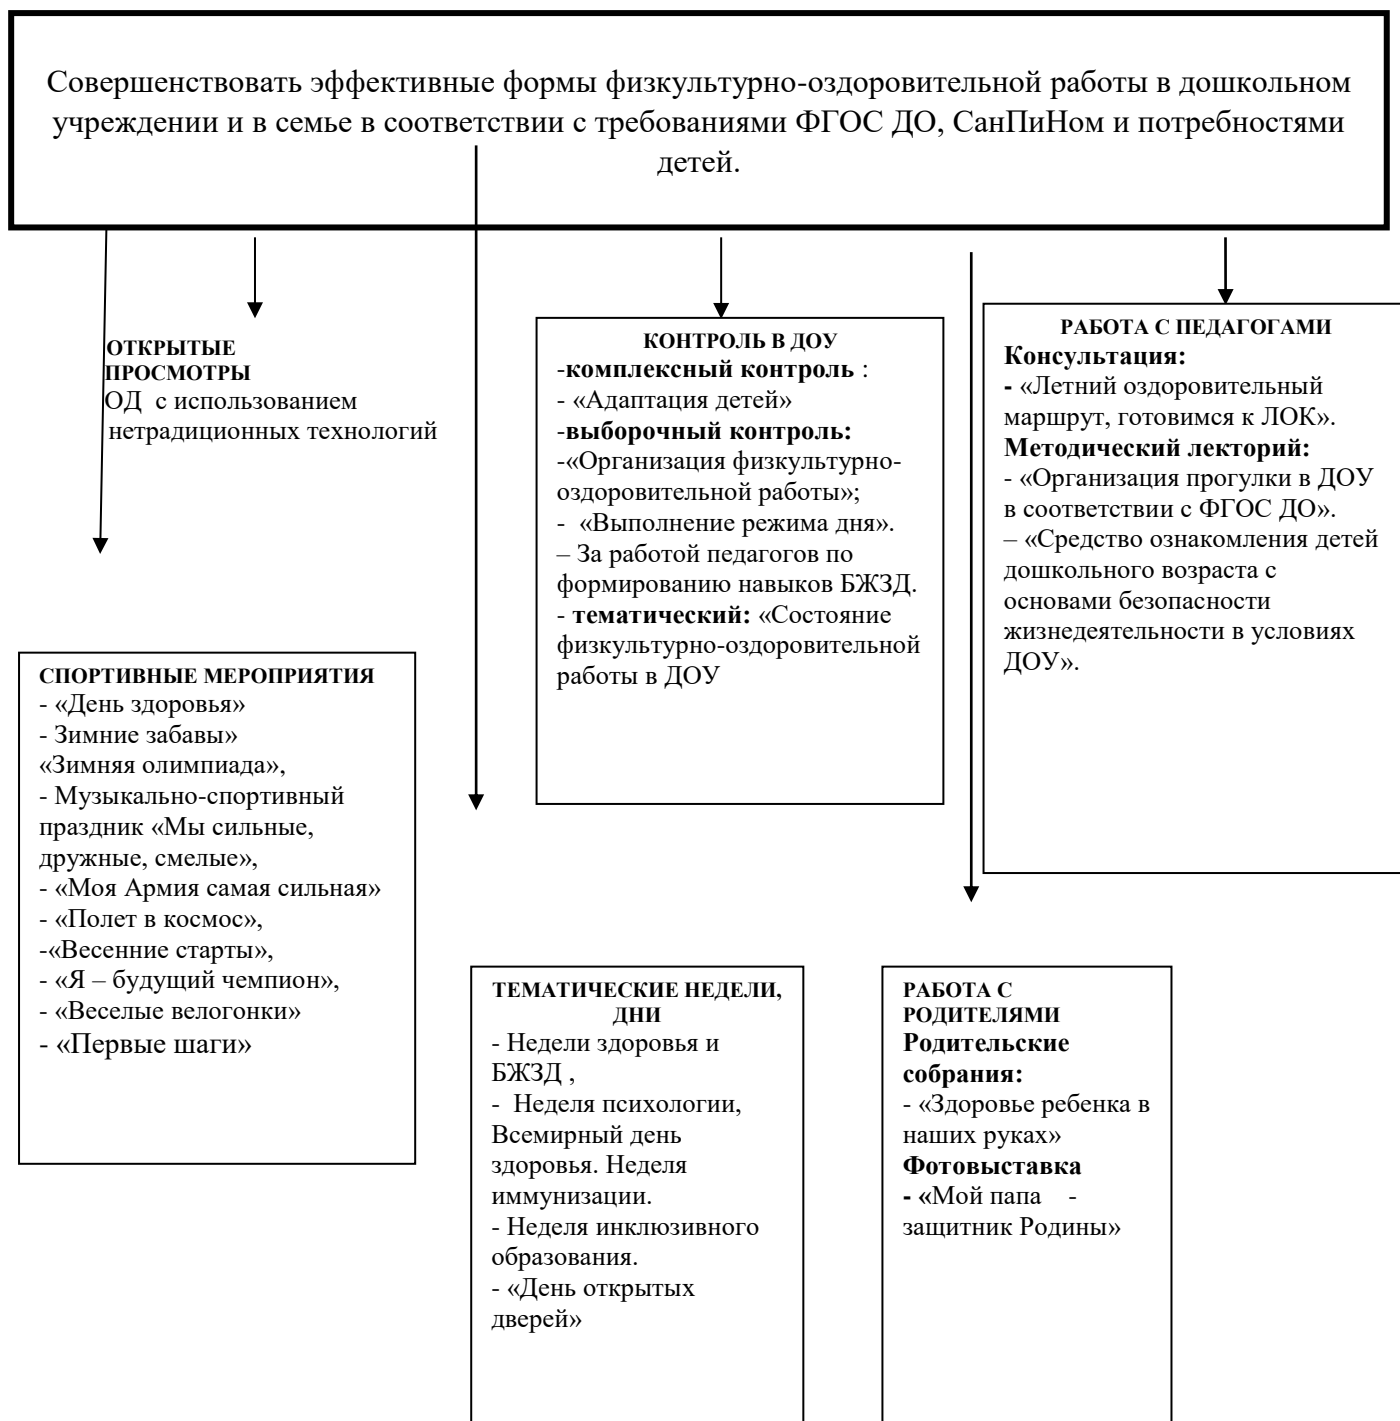 Совершенствовать эффективные формы физкультурно-оздоровительной работы в дошкольном
учреждении и в семье в соответствии с требованиями ФГОС ДО, СанПиНом и потребностями
детей.
ОТКРЫТЫЕ
ПРОСМОТРЫ
ОД с использованием
нетрадиционных технологий
КОНТРОЛЬ В ДОУ
-комплексный контроль :
- «Адаптация детей»
-выборочный контроль:
-«Организация физкультурно-
оздоровительной работы»;
- «Выполнение режима дня».
– За работой педагогов по
формированию навыков БЖЗД.
- тематический: «Состояние
физкультурно-оздоровительной
работы в ДОУ
РАБОТА С ПЕДАГОГАМИ
Консультация:
- «Летний оздоровительный
маршрут, готовимся к ЛОК».
Методический лекторий:
- «Организация прогулки в ДОУ
в соответствии с ФГОС ДО».
– «Средство ознакомления детей
дошкольного возраста с
основами безопасности
жизнедеятельности в условиях
ДОУ».
СПОРТИВНЫЕ МЕРОПРИЯТИЯ
- «День здоровья»
- Зимние забавы»
«Зимняя олимпиада»,
- Музыкально-спортивный
праздник «Мы сильные,
дружные, смелые»,
- «Моя Армия самая сильная»
- «Полет в космос»,
-«Весенние старты»,
- «Я – будущий чемпион»,
- «Веселые велогонки»
- «Первые шаги»
ТЕМАТИЧЕСКИЕ НЕДЕЛИ,
ДНИ
- Недели здоровья и
БЖЗД ,
- Неделя психологии,
Всемирный день
здоровья. Неделя
иммунизации.
- Неделя инклюзивного
образования.
- «День открытых
дверей»
РАБОТА С
РОДИТЕЛЯМИ
Родительские
собрания:
- «Здоровье ребенка в
наших руках»
Фотовыставка
- «Мой папа -
защитник Родины»